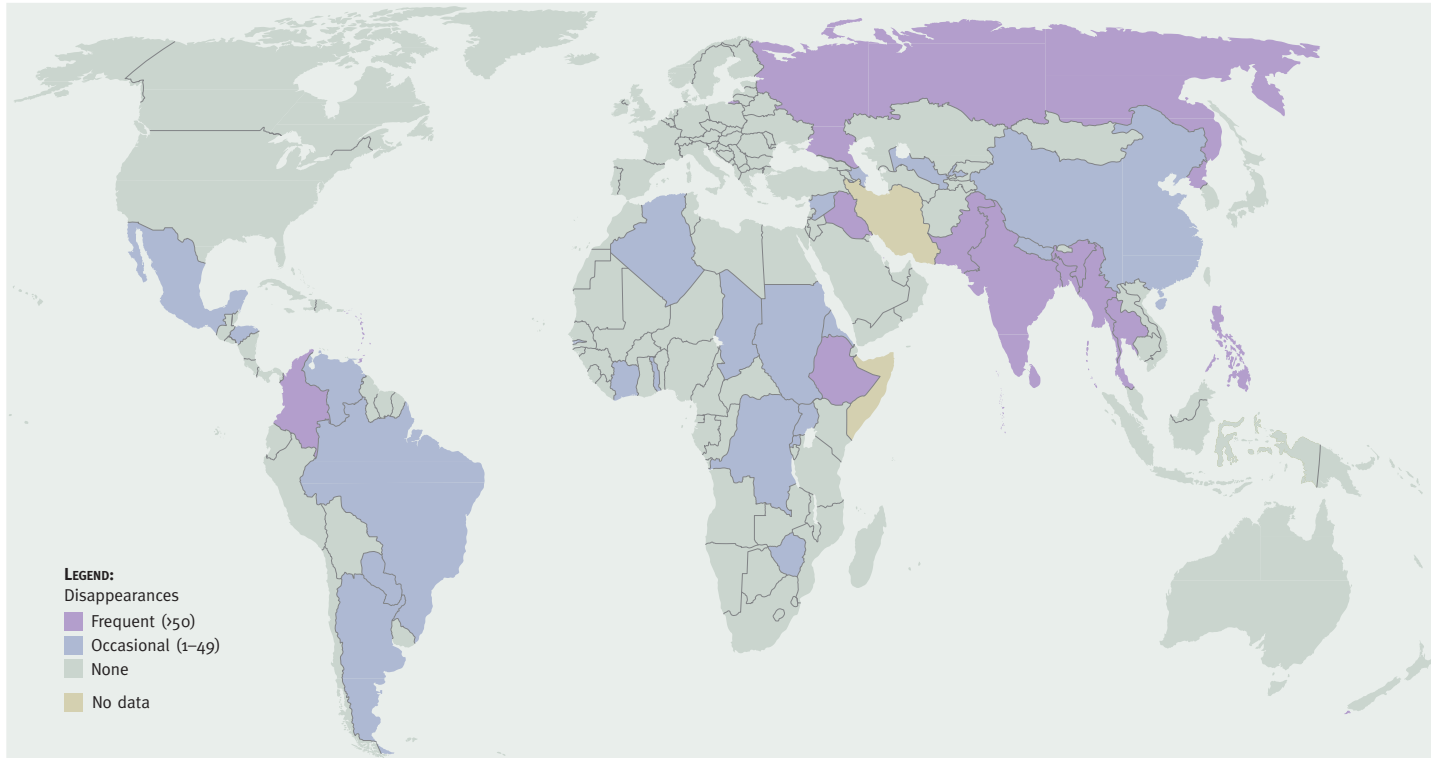 LEGEND:
Disappearances
Frequent (>50)
Occasional (1–49)
None
No data